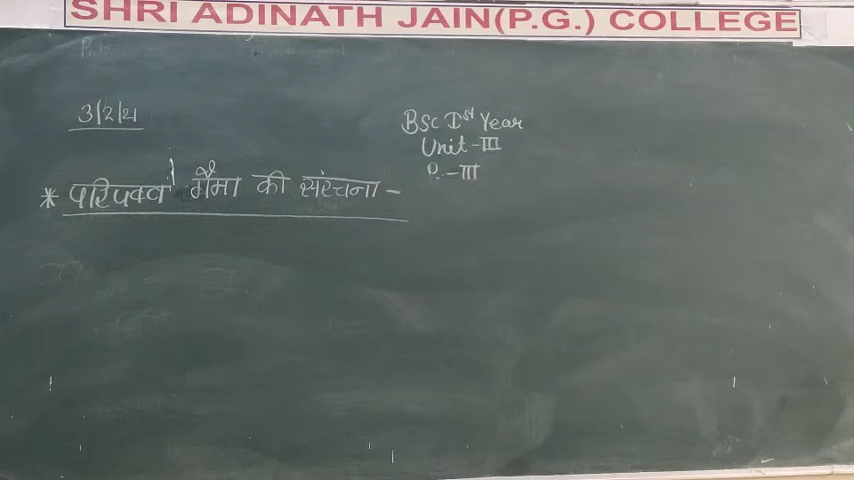 SHRI ADINATH JAIN(P.G.) COLLEGE
3/2/21
BSc Ist Year
Unit-III
P.-III
* परिपक्व गैमा की संरचना -